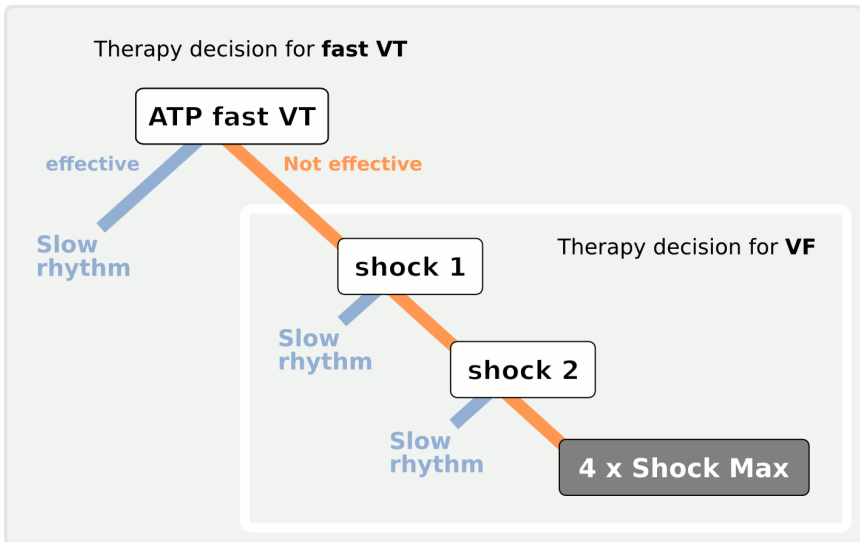 Therapy decision for fast VT
ATP fast VT
effective
Not effective
Slow
rhythm
Therapy decision for VF
shock 1
Slow
rhythm
shock 2
Slow
rhythm
4 x Shock Max